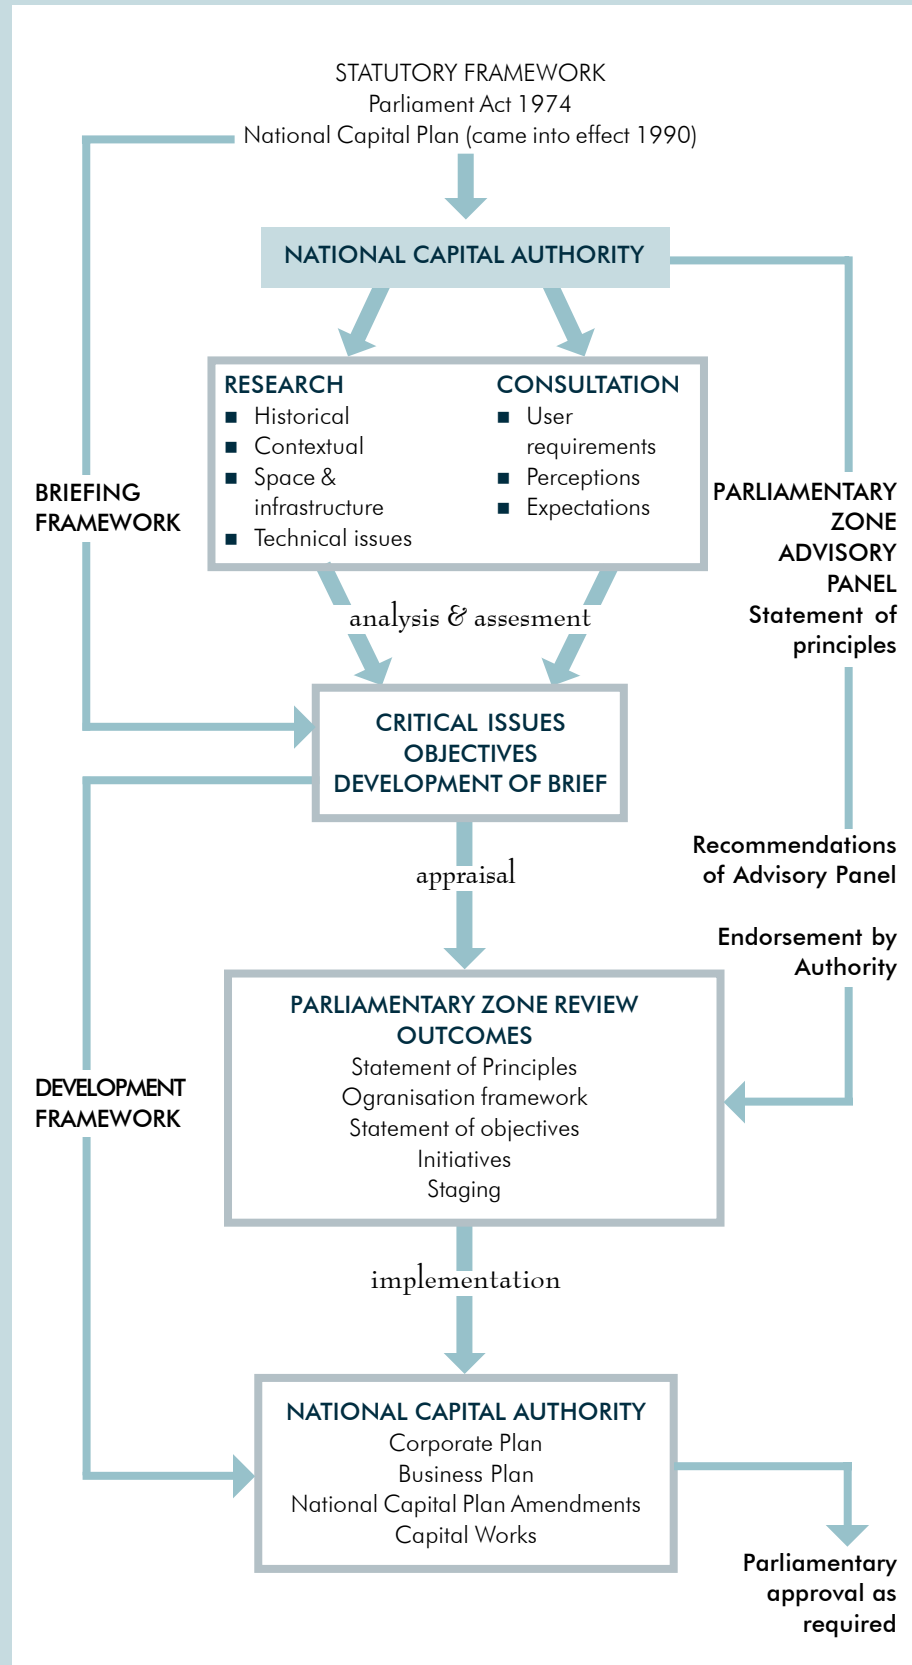 STATUTORY FRAMEWORK
Parliament Act 1974
National Capital Plan (came into effect 1990)
NATIONAL CAPITAL AUTHORITY
RESEARCH
■ Historical
■ Contextual
■ Space &
infrastructure
■ Technical issues
CONSULTATION
■ User
requirements
■ Perceptions
■ Expectations
BRIEFING
FRAMEWORK
PARLIAMENTARY
ZONE
ADVISORY
PANEL
Statement of
principles
analysis & assesment
CRITICAL ISSUES
OBJECTIVES
DEVELOPMENT OF BRIEF
appraisal
Recommendations
of Advisory Panel
Endorsement by
Authority
PARLIAMENTARY ZONE REVIEW
OUTCOMES
Statement of Principles
Ogranisation framework
Statement of objectives
Initiatives
Staging
DEVELOPMENT
FRAMEWORK
implementation
NATIONAL CAPITAL AUTHORITY
Corporate Plan
Business Plan
National Capital Plan Amendments
Capital Works
Parliamentary
approval as
required